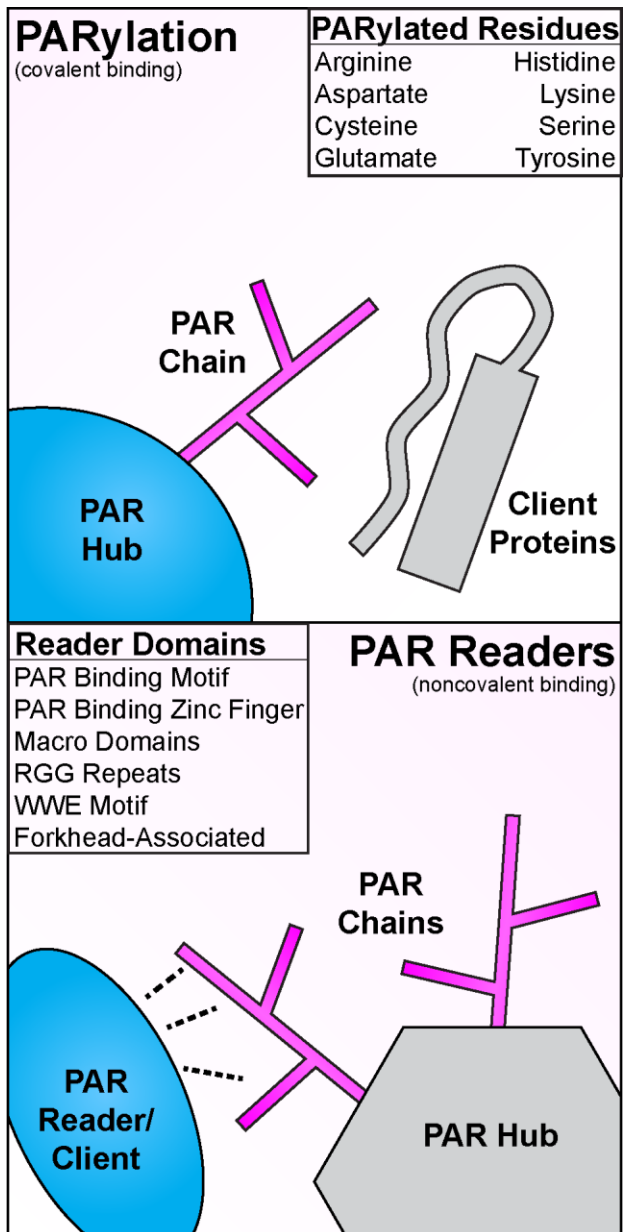 PARylation
(covalent binding)
PARylated Residues
Arginine Histidine
Aspartate Lysine
Cysteine Serine
Glutamate Tyrosine
PAR
Chain
PAR
Hub
Client
Proteins
Reader Domains
PAR Binding Motif
PAR Binding Zinc Finger
Macro Domains
RGG Repeats
WWE Motif
Forkhead-Associated
PAR Readers
(noncovalent binding)
PAR
Chains
PAR
Reader/
Client
PAR Hub